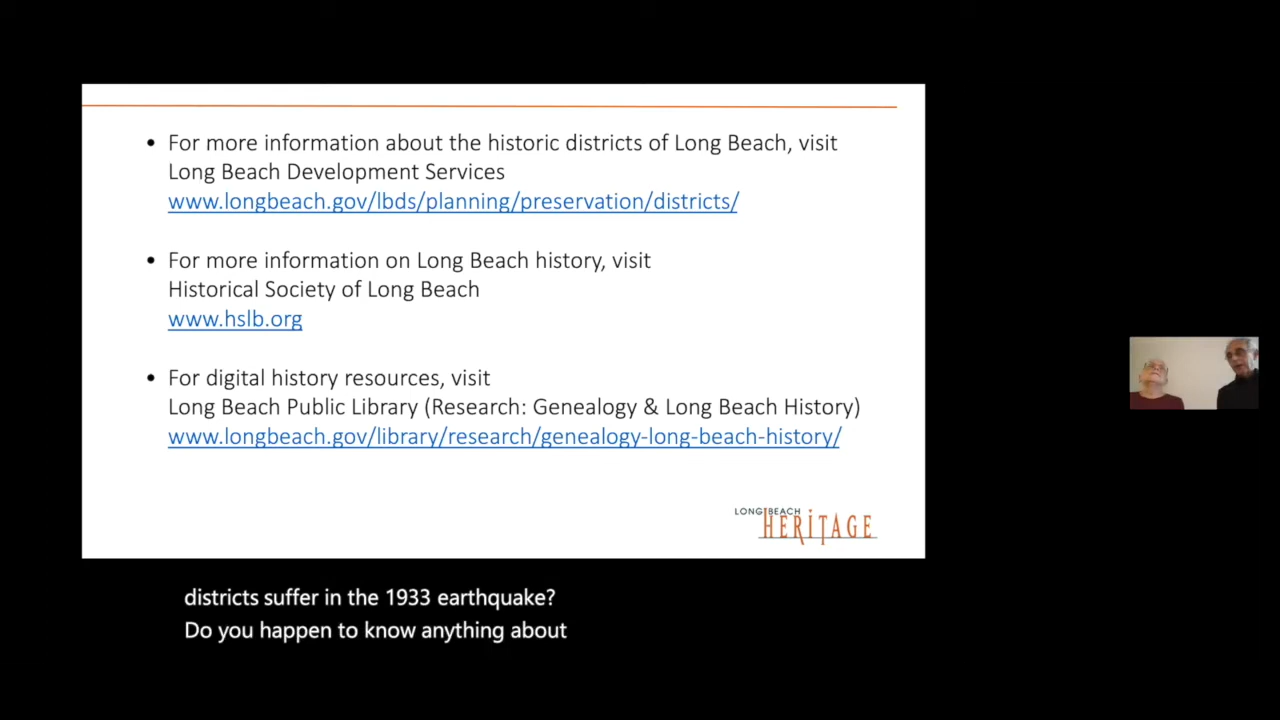 • For more information about the historic districts of Long Beach, visit
Long Beach Development Services
www.longbeach.gov/lbds/planning/preservation/districts/
• For more information on Long Beach history, visit
Historical Society of Long Beach
www.hslb.org
• For digital history resources, visit
Long Beach Public Library (Research: Genealogy & Long Beach History)
www.longbeach.gov/library/research/genealogy-long-beach-history/
LONG BEACH
HERITAGE
districts suffer in the 1933 earthquake?
Do you happen to know anything about